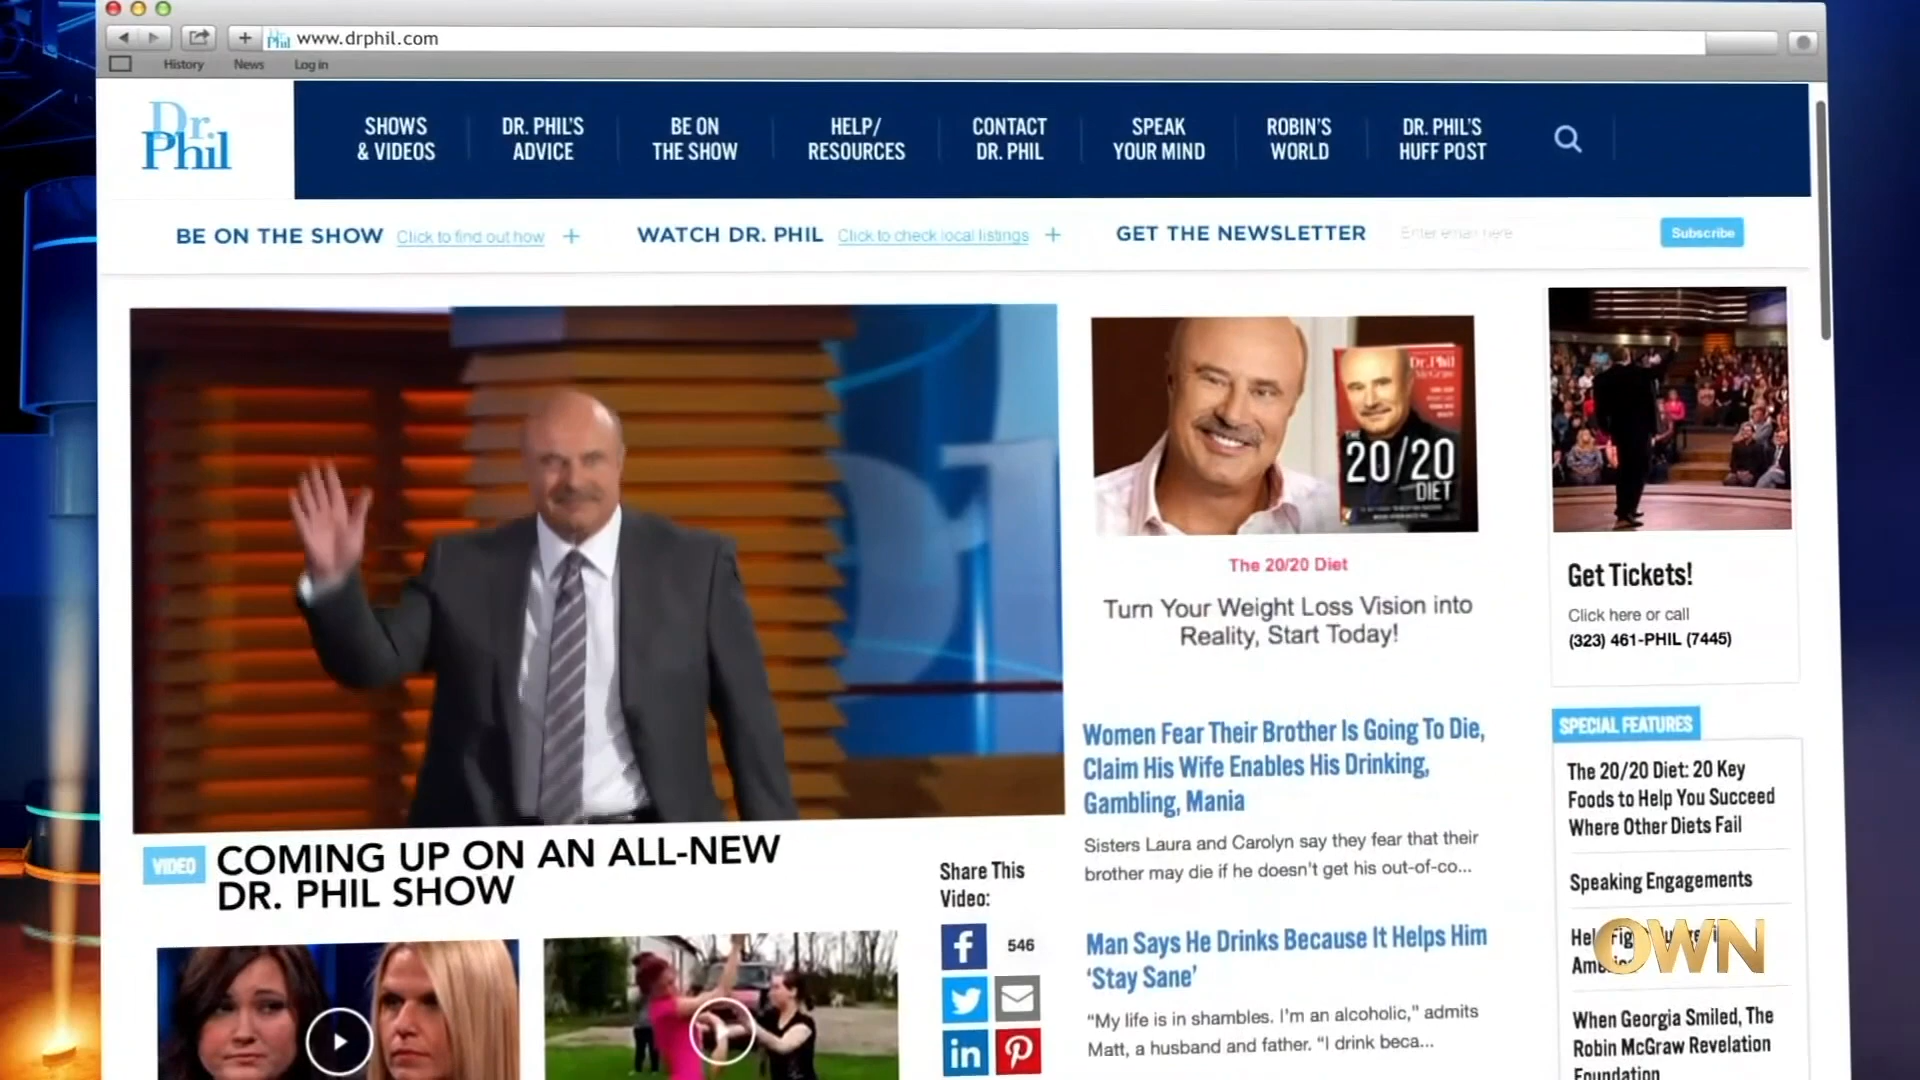 www.drphil.com
History News Log in
Dr.
Phil
SHOWS
& VIDEOS
DR. PHIL'S
ADVICE
BE ON
THE SHOW
HELP/
RESOURCES
CONTACT
DR. PHIL
SPEAK
YOUR MIND
ROBIN'S
WORLD
DR. PHIL'S
HUFF POST
BE ON THE SHOW Click to find out how +
WATCH DR. PHIL Click to check local listings +
GET THE NEWSLETTER Enter email here Subscribe
Dr. Phil
McGraw
THE
20/20
DIET
The 20/20 Diet
Turn Your Weight Loss Vision into
Reality, Start Today!
Get Tickets!
Click here or call
(323) 461-PHIL (7445)
VIDEO
COMING UP ON AN ALL-NEW
DR. PHIL SHOW
Share This
Video:
546
Women Fear Their Brother Is Going To Die,
Claim His Wife Enables His Drinking,
Gambling, Mania
Sisters Laura and Carolyn say they fear that their
brother may die if he doesn't get his out-of-co...
Man Says He Drinks Because It Helps Him
‘Stay Sane’
“My life is in shambles. I'm an alcoholic,” admits
Matt, a husband and father. “I drink beca...
SPECIAL FEATURES
The 20/20 Diet: 20 Key
Foods to Help You Succeed
Where Other Diets Fail
Speaking Engagements
OWN
When Georgia Smiled, The
Robin McGraw Revelation
Foundation